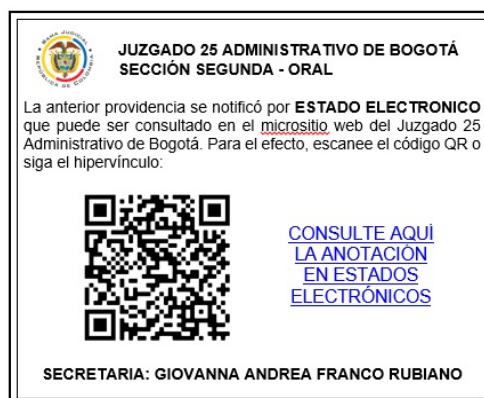 JUZGADO 25 ADMINISTRATIVO DE BOGOTÁ
SECCIÓN SEGUNDA - ORAL
La anterior providencia se notificó por ESTADO ELECTRONICO
que puede ser consultado en el micrositio web del Juzgado 25
Administrativo de Bogotá. Para el efecto, escanee el código QR o
siga el hipervínculo:
CONSULTE AQUÌ
LA ANOTACIÓN
EN ESTADOS
ELECTRÓNICOS
SECRETARIA: GIOVANNA ANDREA FRANCO RUBIANO